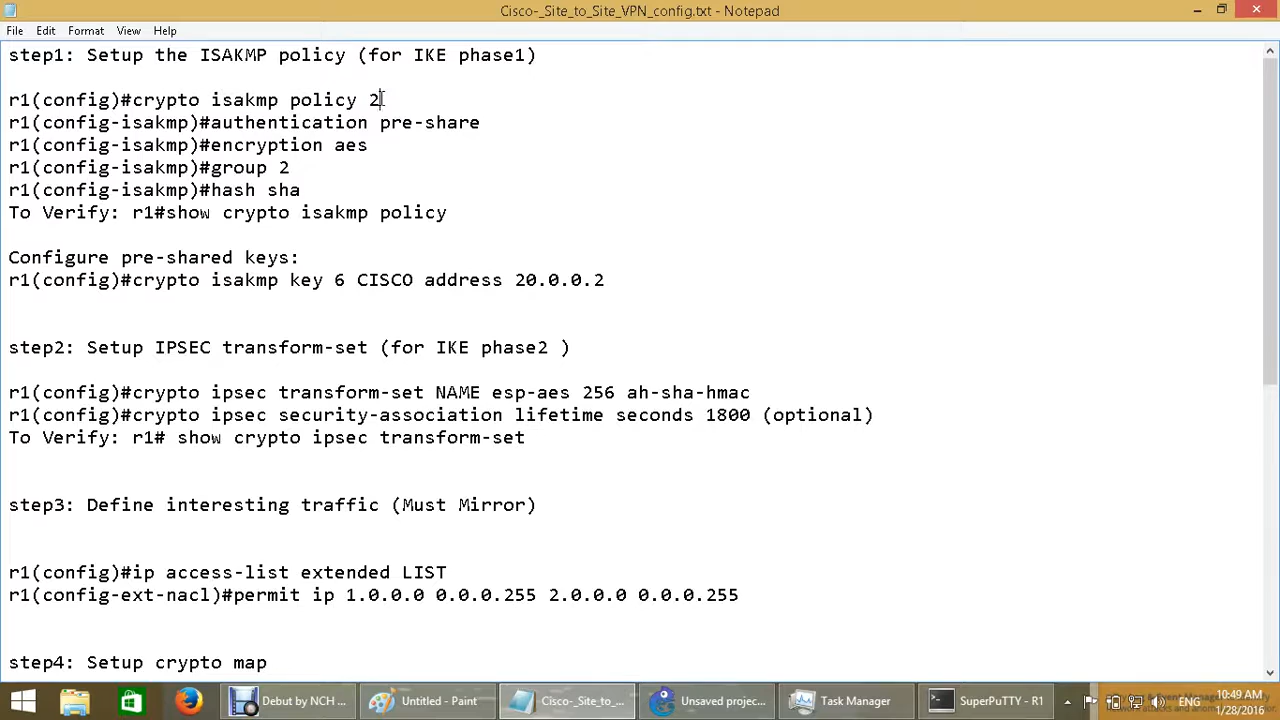 Cisco-_Site_to_Site_VPN_config.txt - Notepad
File Edit Format View Help
step1: Setup the ISAKMP policy (for IKE phase1)
r1(config)#crypto isakmp policy 2
r1(config-isakmp)#authentication pre-share
r1(config-isakmp)#encryption aes
r1(config-isakmp)#group 2
r1(config-isakmp)#hash sha
To Verify: r1#show crypto isakmp policy
Configure pre-shared keys:
r1(config)#crypto isakmp key 6 CISCO address 20.0.0.2
step2: Setup IPSEC transform-set (for IKE phase2 )
r1(config)#crypto ipsec transform-set NAME esp-aes 256 ah-sha-hmac
r1(config)#crypto ipsec security-association lifetime seconds 1800 (optional)
To Verify: r1# show crypto ipsec transform-set
step3: Define interesting traffic (Must Mirror)
r1(config)#ip access-list extended LIST
r1(config-ext-nacl)#permit ip 1.0.0.0 0.0.0.255 2.0.0.0 0.0.0.255
step4: Setup crypto map
Debut by NCH ...
Untitled - Paint
Cisco-_Site_to_...
Unsaved projec...
Task Manager
SuperPuTTY - R1
ENG
10:49 AM
1/28/2016